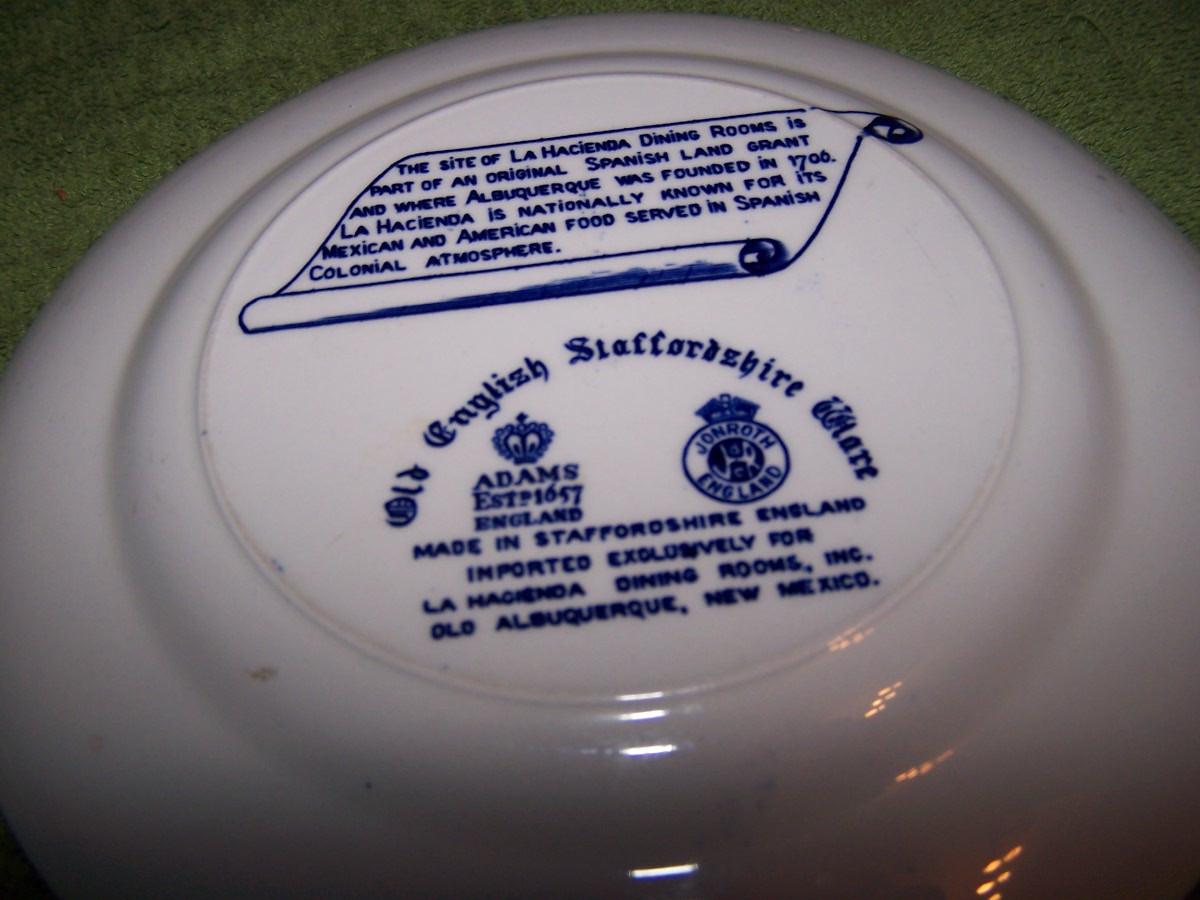 THE SITE OF LA HACIENDA DINING ROOMS IS
PART OF AN ORIGINAL SPANISH LAND GRANT
AND WHERE ALBUQUERQUE WAS FOUNDED IN 1706.
LA HACIENDA IS NATIONALLY KNOWN FOR ITS
MEXICAN AND AMERICAN FOOD SERVED IN SPANISH
COLONIAL ATMOSPHERE.
Old English Staffordshire Ware
ADAMS
ESTD 1657
ENGLAND
JONROTH
ENGLAND
MADE IN STAFFORDSHIRE ENGLAND
IMPORTED EXCLUSIVELY FOR
LA HACIENDA DINING ROOMS, INC.
OLD ALBUQUERQUE, NEW MEXICO.